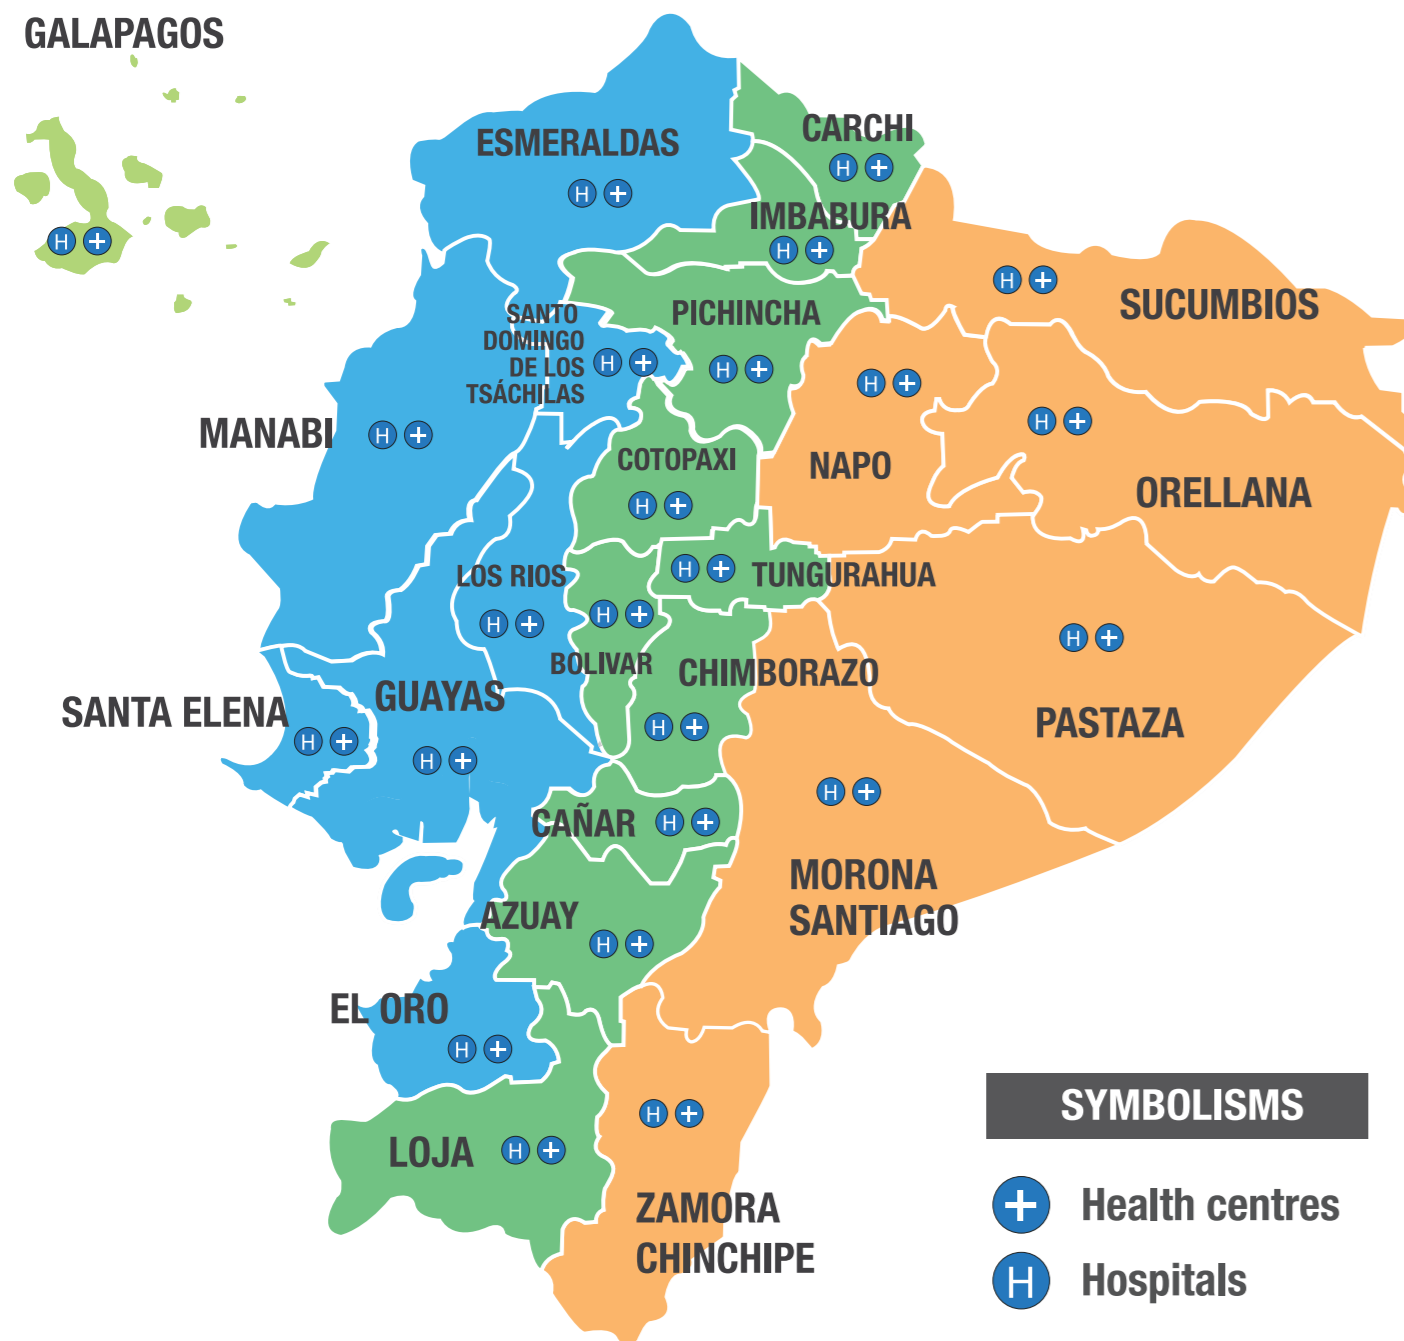 GALAPAGOS
ESMERALDAS
H
CARCHI
H
IMBABURA
H
H
SUCUMBIOS
H
SANTO
DOMINGO
DE LOS
TSÁCHILAS
H
PICHINCHA
H
NAPO
H
ORELLANA
H
MANABI
H
COTOPAXI
H
TUNGURAHUA
H
LOS RIOS
H
BOLIVAR
H
CHIMBORAZO
H
PASTAZA
H
SANTA ELENA
H
GUAYAS
H
CAÑAR
H
MORONA
SANTIAGO
H
AZUAY
H
EL ORO
H
LOJA
H
ZAMORA
CHINCHIPE
H
SYMBOLISMS
Health centres
H Hospitals